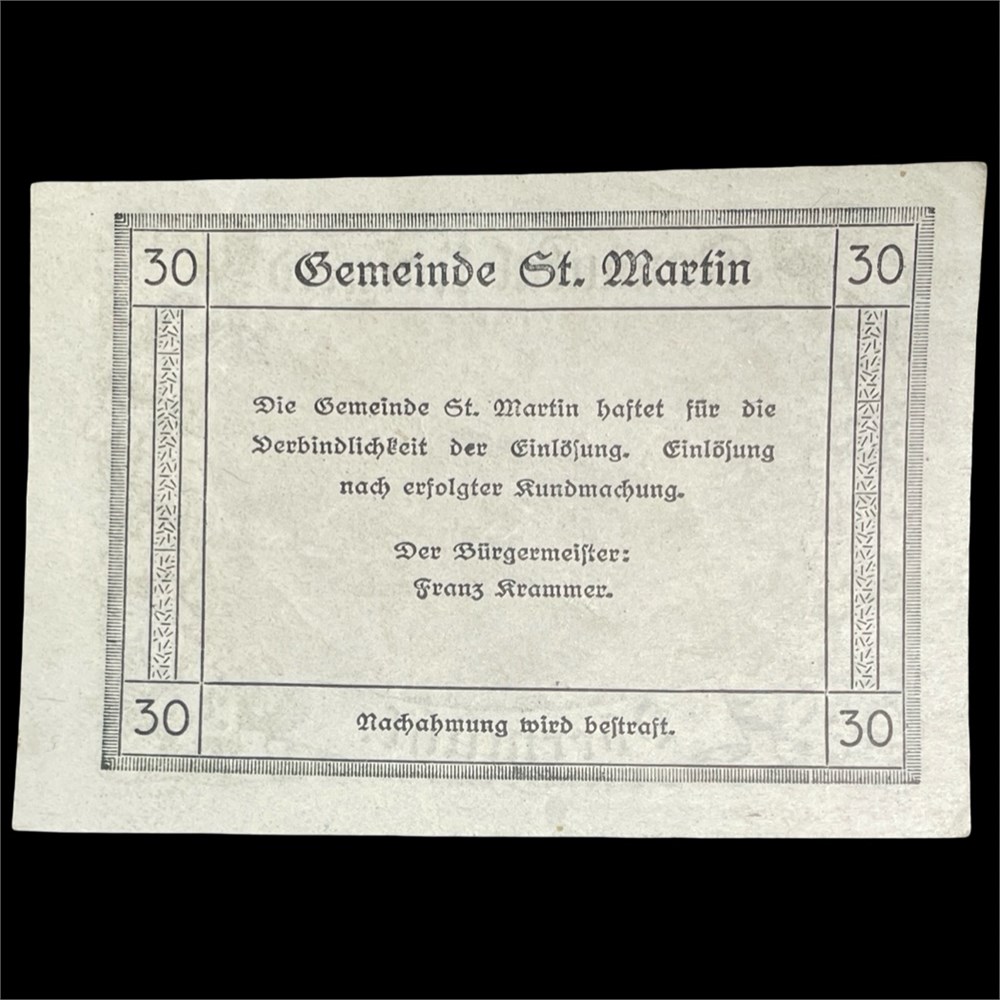 30 Gemeinde St. Martin 30
Die Gemeinde St. Martin haftet für die
Verbindlichkeit der Einlösung. Einlösung
nach erfolgter Kundmachung.
Der Bürgermeister:
Franz Krammer.
30 Nachahmung wird bestraft. 30